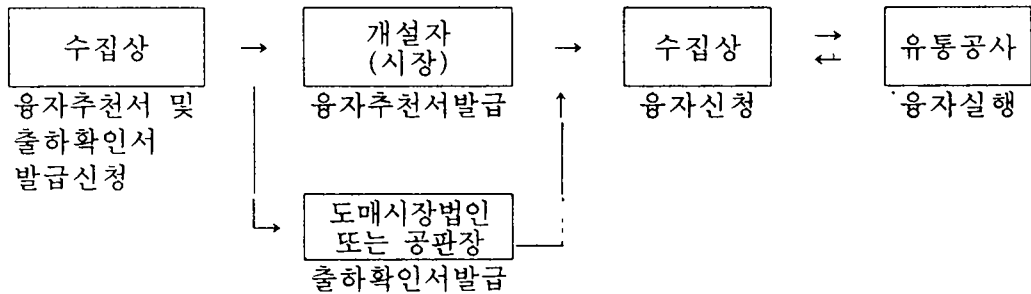 수집상
융자추천서 및
출하확인서
발급신청
→
개설자
(시장)
융자추천서발급
→
수집상
융자신청
→
←
유통공사
융자실행
→
도매시장법인
또는 공판장
출하확인서발급